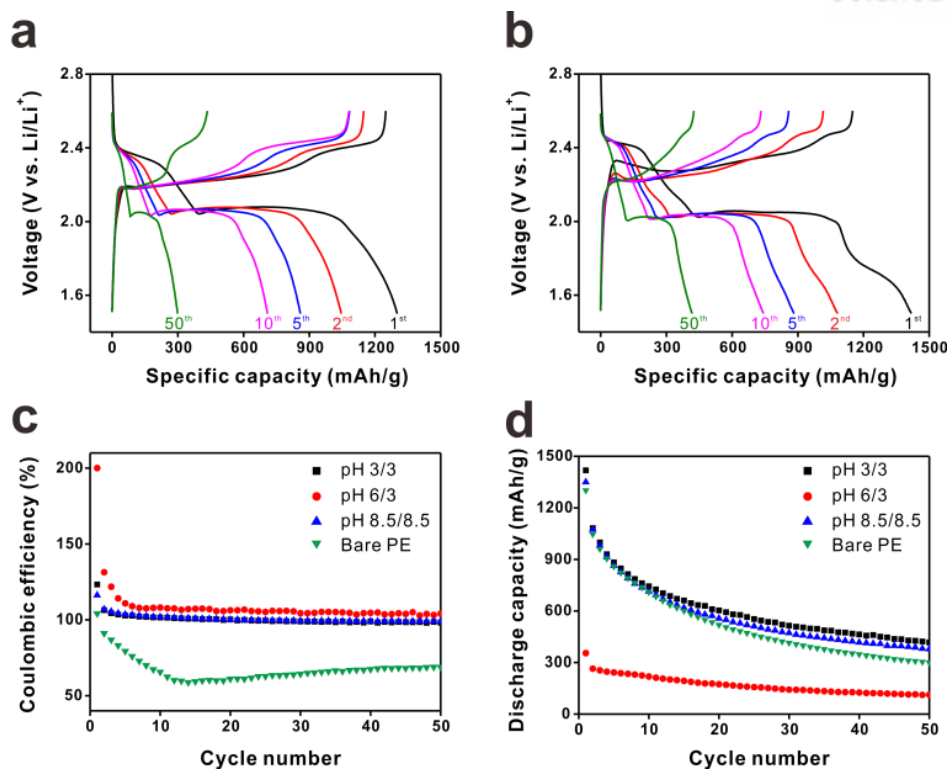 a
2.8
2.4
2.0
1.6
Voltage (V vs. Li/Li⁺)
50ᵗʰ
10ᵗʰ
5ᵗʰ
2ⁿᵈ
1ˢᵗ
0 300 600 900 1200 1500
Specific capacity (mAh/g)
b
2.8
2.4
2.0
1.6
Voltage (V vs. Li/Li⁺)
50ᵗʰ
10ᵗʰ
5ᵗʰ
2ⁿᵈ
1ˢᵗ
0 300 600 900 1200 1500
Specific capacity (mAh/g)
c
200
150
100
50
Coulombic efficiency (%)
pH 3/3
pH 6/3
pH 8.5/8.5
Bare PE
0 10 20 30 40 50
Cycle number
d
1500
1200
900
600
300
0
Discharge capacity (mAh/g)
pH 3/3
pH 6/3
pH 8.5/8.5
Bare PE
0 10 20 30 40 50
Cycle number